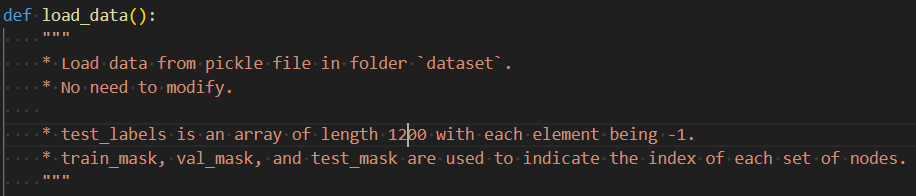 def load_data():
"""
* Load data from pickle file in folder `dataset`.
* No need to modify.
* test_labels is an array of length 1200 with each element being -1.
* train_mask, val_mask, and test_mask are used to indicate the index of each set of nodes.
"""